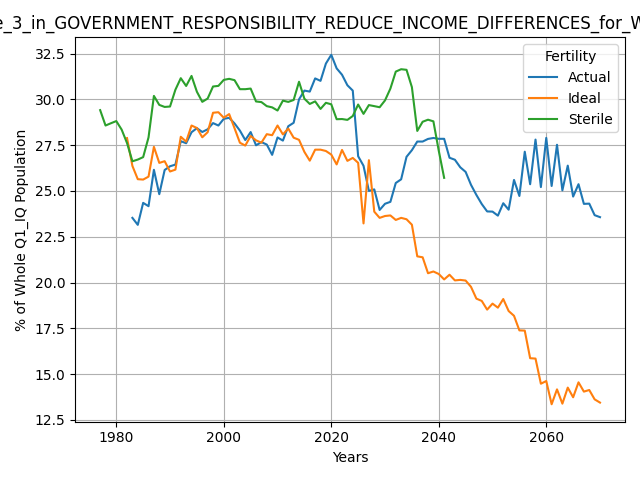 e_3_in_GOVERNMENT_RESPONSIBILITY_REDUCE_INCOME_DIFFERENCES_for_W
Fertility
Actual
Ideal
Sterile
% of Whole Q1_IQ Population
32.5
30.0
27.5
25.0
22.5
20.0
17.5
15.0
12.5
1980
2000
2020
2040
2060
Years